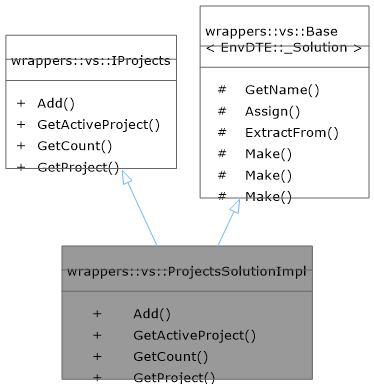 wrappers::vs::IProjects
+ Add()
+ GetActiveProject()
+ GetCount()
+ GetProject()
wrappers::vs::Base
< EnvDTE::_Solution >
# GetName()
# Assign()
# ExtractFrom()
# Make()
# Make()
# Make()
wrappers::vs::ProjectsSolutionImpl
+ Add()
+ GetActiveProject()
+ GetCount()
+ GetProject()